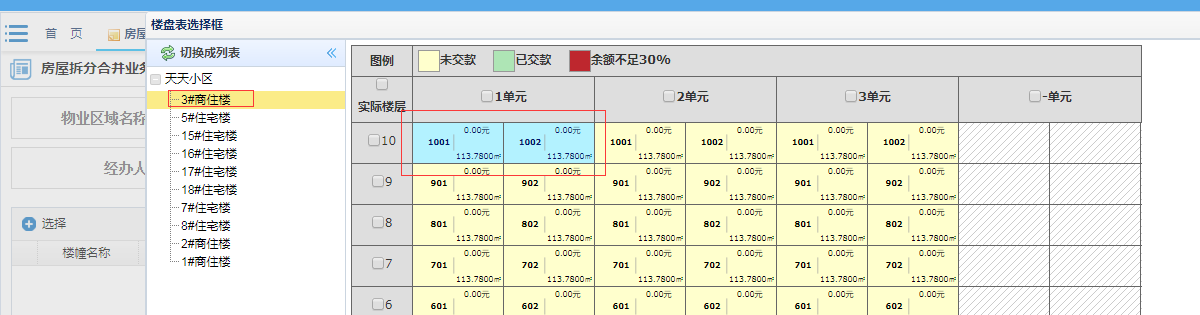 楼盘表选择框
首 页
房屋
切换成列表
房屋拆分合并业务
天天小区
3#商住楼
5#住宅楼
15#住宅楼
16#住宅楼
17#住宅楼
18#住宅楼
7#住宅楼
8#住宅楼
2#商住楼
1#商住楼
物业区域名称
经办人
选择
楼幢名称
图例 未交款 已交款 余额不足30%
实际楼层 1单元 2单元 3单元 -单元
0.00元 0.00元 0.00元 0.00元 0.00元 0.00元
10 1001 1002 1001 1002 1001 1002
113.7800㎡ 113.7800㎡ 113.7800㎡ 113.7800㎡ 113.7800㎡ 113.7800㎡
0.00元 0.00元 0.00元 0.00元 0.00元 0.00元
9 901 902 901 902 901 902
113.7800㎡ 113.7800㎡ 113.7800㎡ 113.7800㎡ 113.7800㎡ 113.7800㎡
0.00元 0.00元 0.00元 0.00元 0.00元 0.00元
8 801 802 801 802 801 802
113.7800㎡ 113.7800㎡ 113.7800㎡ 113.7800㎡ 113.7800㎡ 113.7800㎡
0.00元 0.00元 0.00元 0.00元 0.00元 0.00元
7 701 702 701 702 701 702
113.7800㎡ 113.7800㎡ 113.7800㎡ 113.7800㎡ 113.7800㎡ 113.7800㎡
0.00元 0.00元 0.00元 0.00元 0.00元 0.00元
6 601 602 601 602 601 602